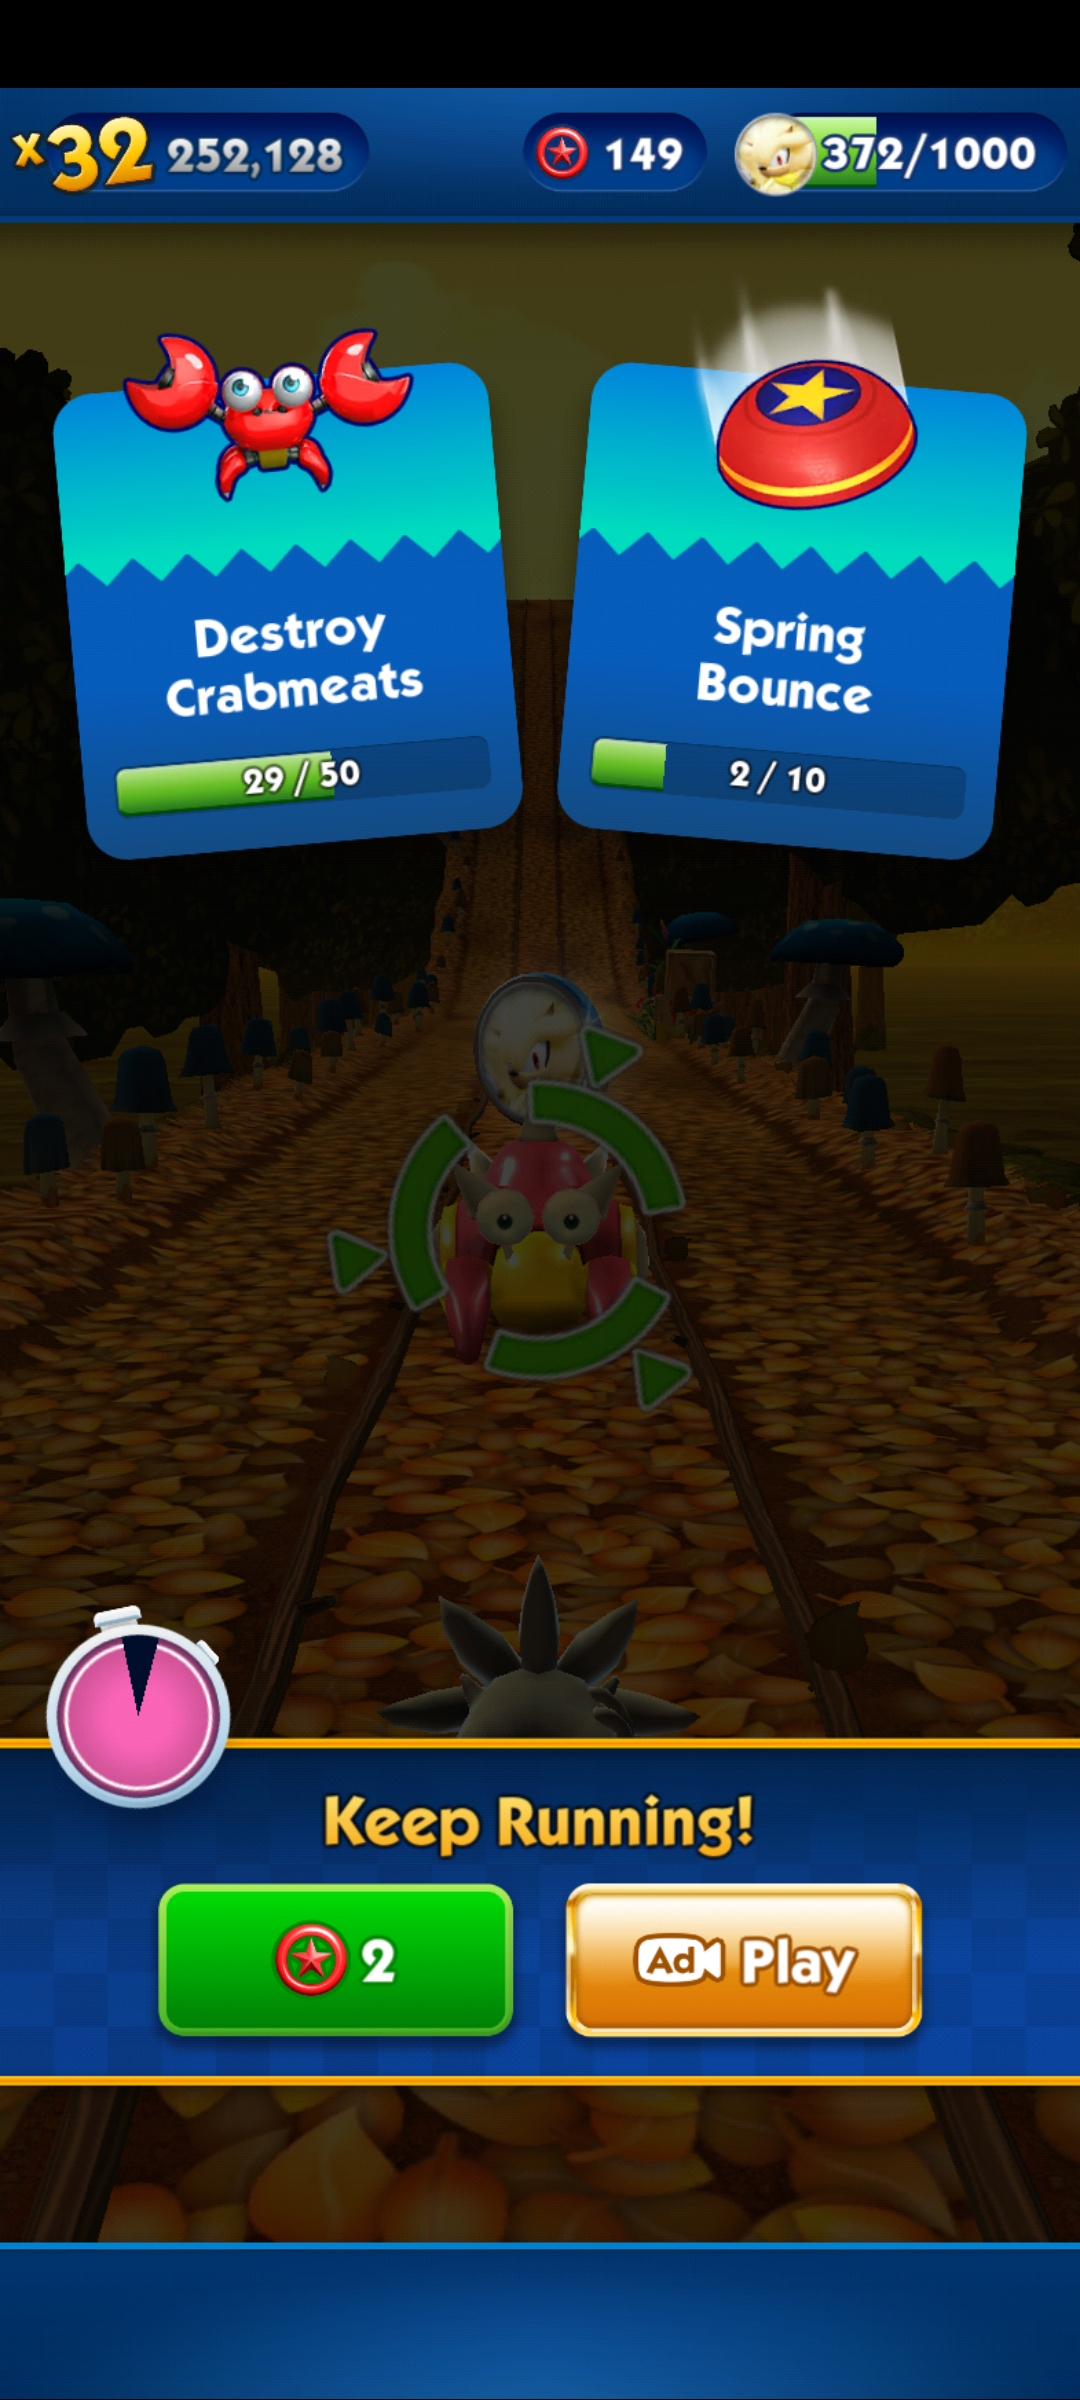 x32 252,128
149
372/1000
Destroy
Crabmeats
29 / 50
Spring
Bounce
2 / 10
Keep Running!
2
Ad Play